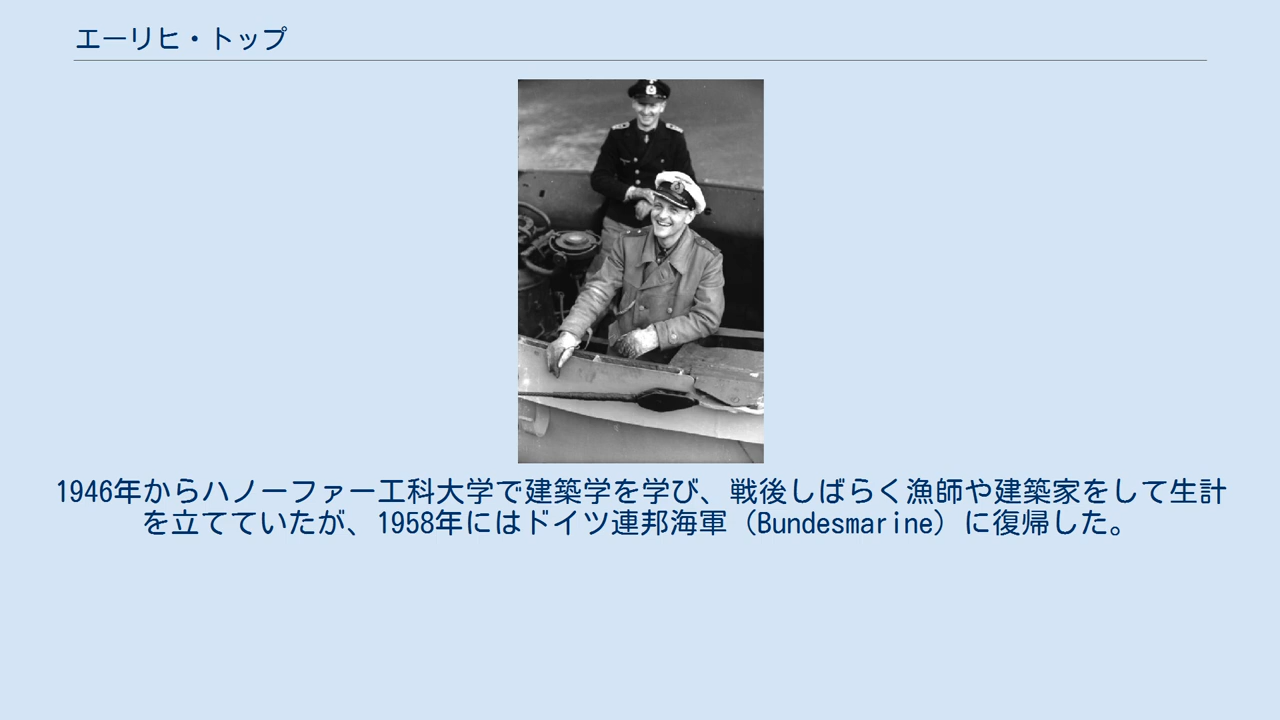 エーリヒ・トップ
1946年からハノーファー工科大学で建築学を学び、戦後しばらく漁師や建築家をして生計
を立てていたが、1958年にはドイツ連邦海軍（Bundesmarine）に復帰した。